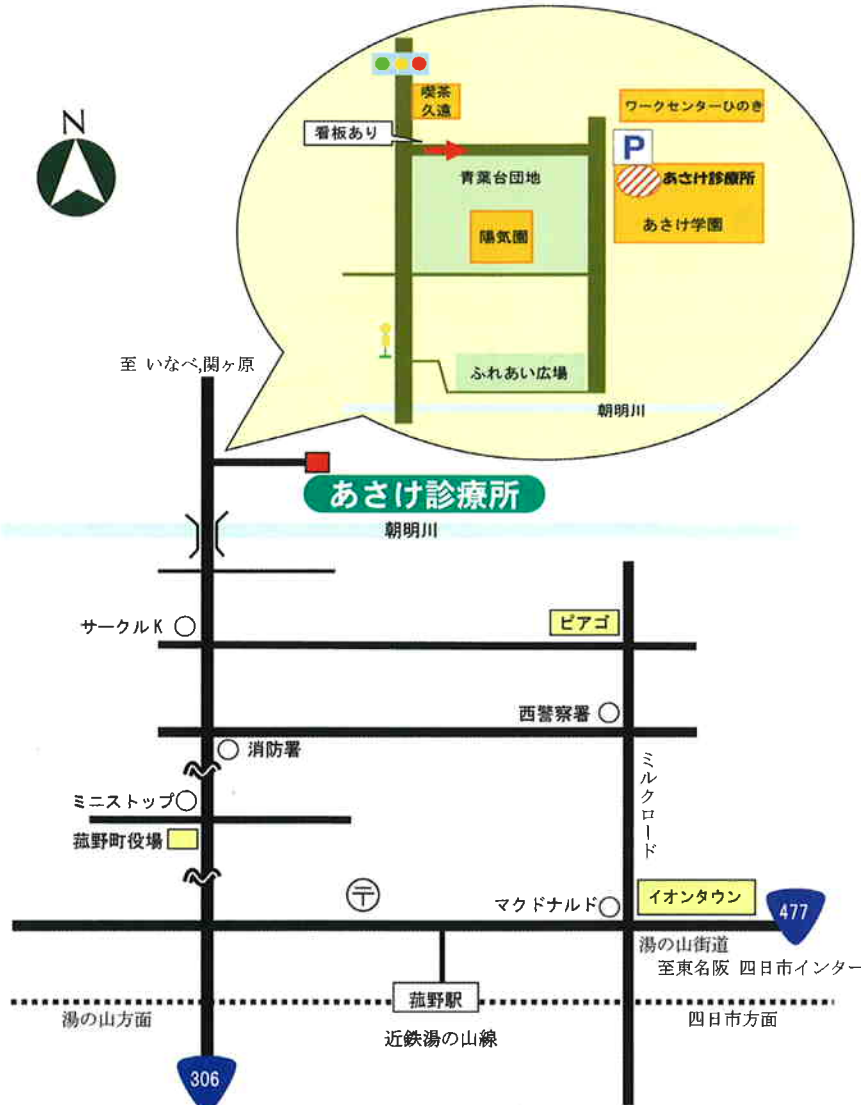 喫茶
久遠
ワークセンターひのき
看板あり
P
青葉台団地
あさけ診療所
あさけ学園
陽気園
N
至 いなべ,関ヶ原
ふれあい広場
朝明川
あさけ診療所
朝明川
サークルK
ピアゴ
西警察署
消防署
ミルクロード
ミニストップ
菰野町役場
〒
マクドナルド
イオンタウン
477
湯の山街道
至東名阪 四日市インター
菰野駅
湯の山方面
四日市方面
近鉄湯の山線
306